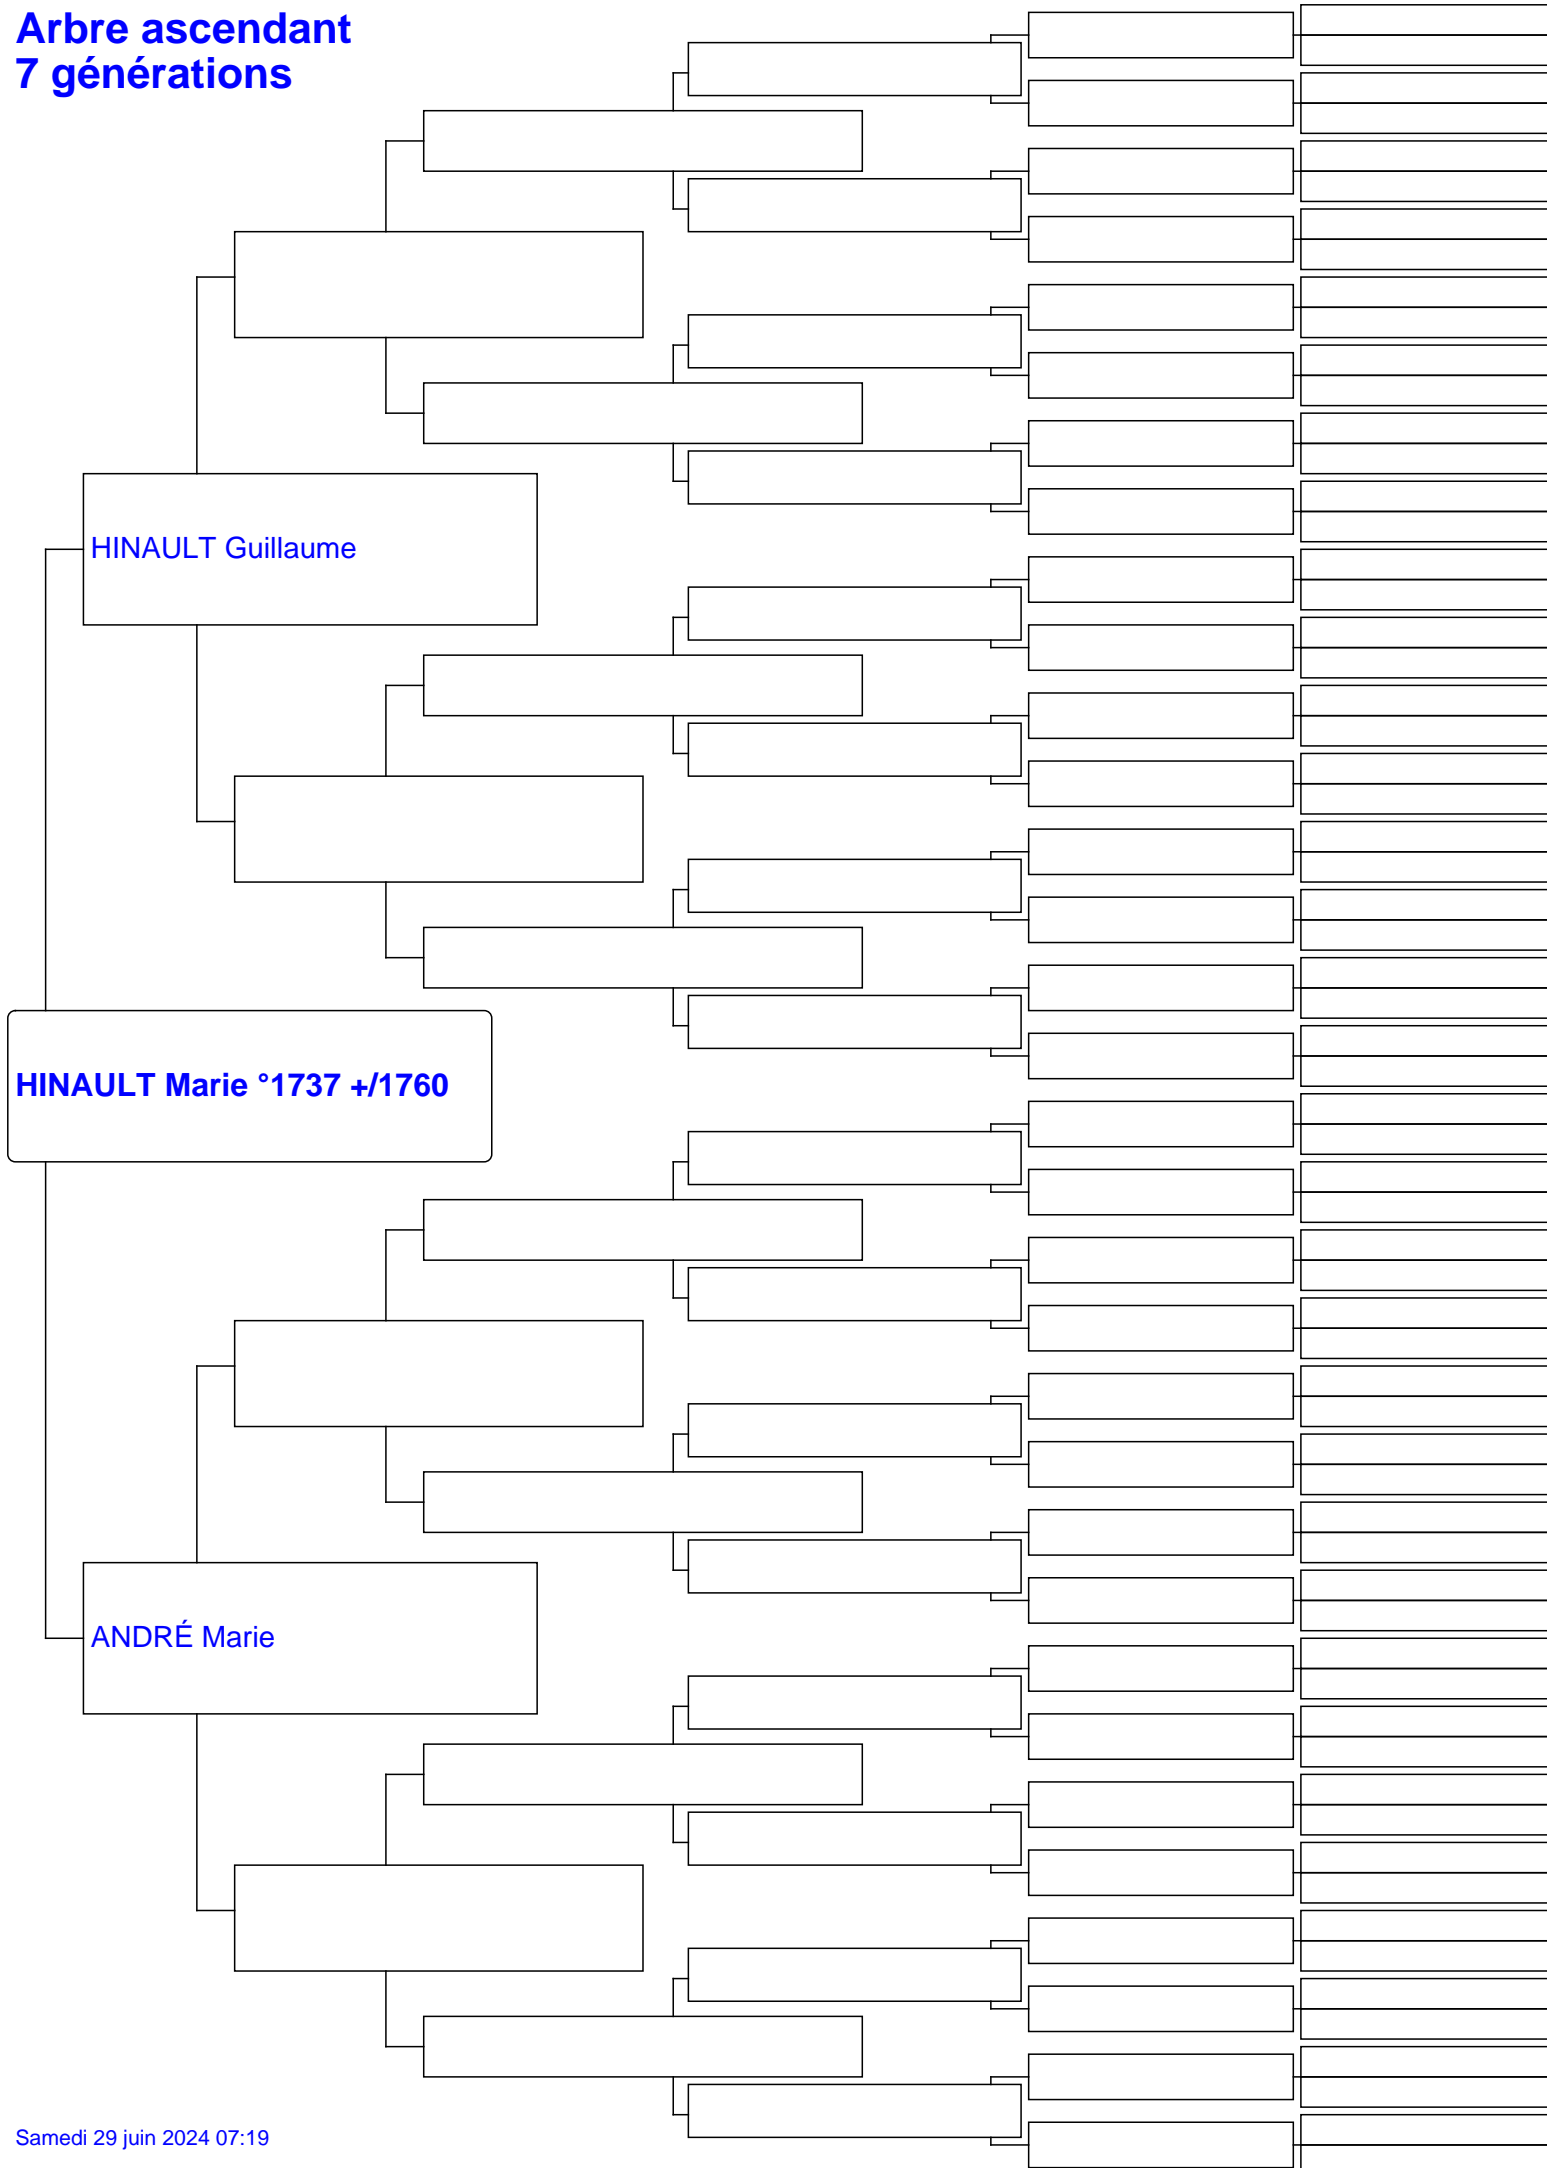 Arbre ascendant
7 générations
HINAULT Guillaume
HINAULT Marie °1737 +/1760
ANDRÉ Marie
Samedi 29 juin 2024 07:19